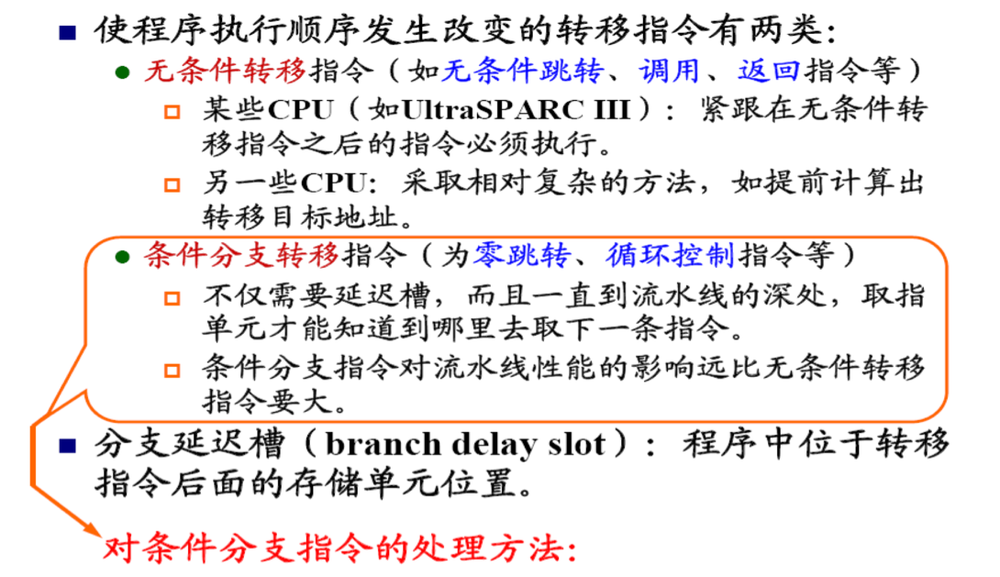 使程序执行顺序发生改变的转移指令有两类：
无条件转移指令（如无条件跳转、调用、返回指令等）
某些CPU（如UltraSPARC III）：紧跟在无条件转
移指令之后的指令必须执行。
另一些CPU：采取相对复杂的方法，如提前计算出
转移目标地址。
条件分支转移指令（为零跳转、循环控制指令等）
不仅需要延迟槽，而且一直到流水线的深处，取指
单元才能知道到哪里去取下一条指令。
条件分支指令对流水线性能的影响远比无条件转移
指令要大。
分支延迟槽（branch delay slot）：程序中位于转移
指令后面的存储单元位置。
对条件分支指令的处理方法：